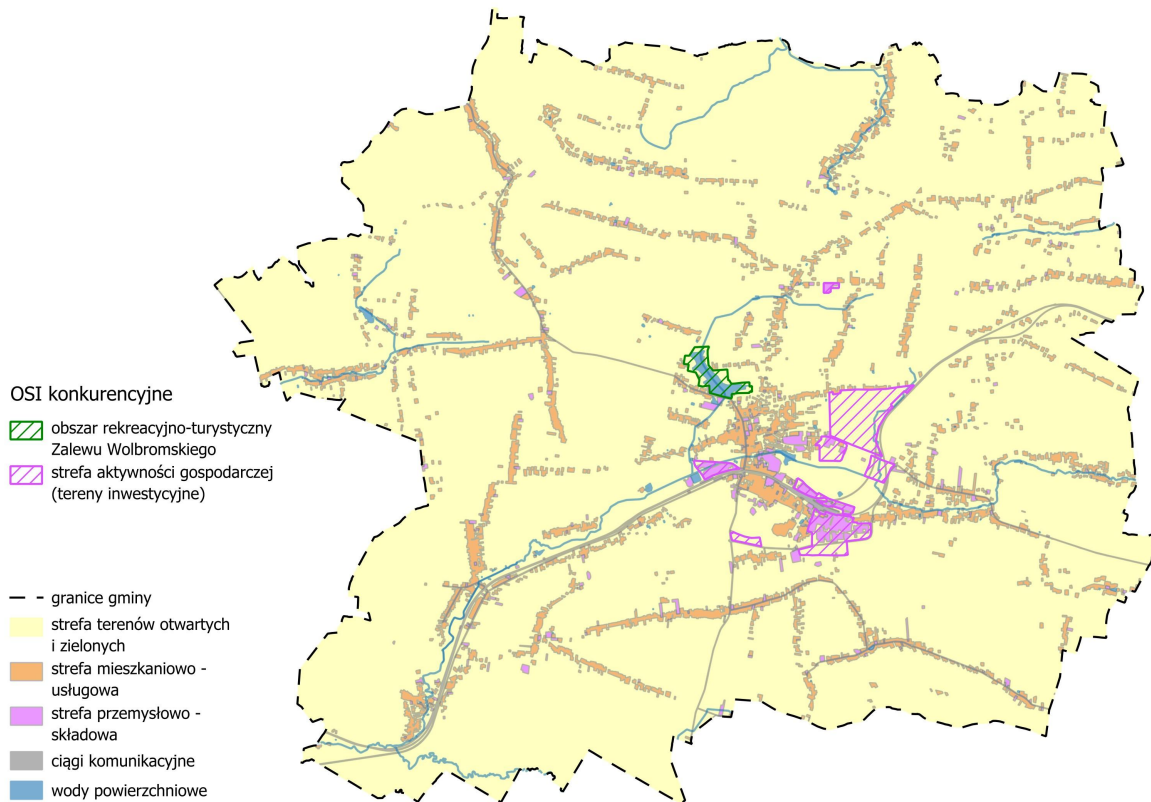 OSI konkurencyjne
obszar rekreacyjno-turystyczny
Zalewu Wolbromskiego
strefa aktywności gospodarczej
(tereny inwestycyjne)
granice gminy
strefa terenów otwartych
i zielonych
strefa mieszkaniowo -
usługowa
strefa przemysłowo -
składowa
ciągi komunikacyjne
wody powierzchniowe